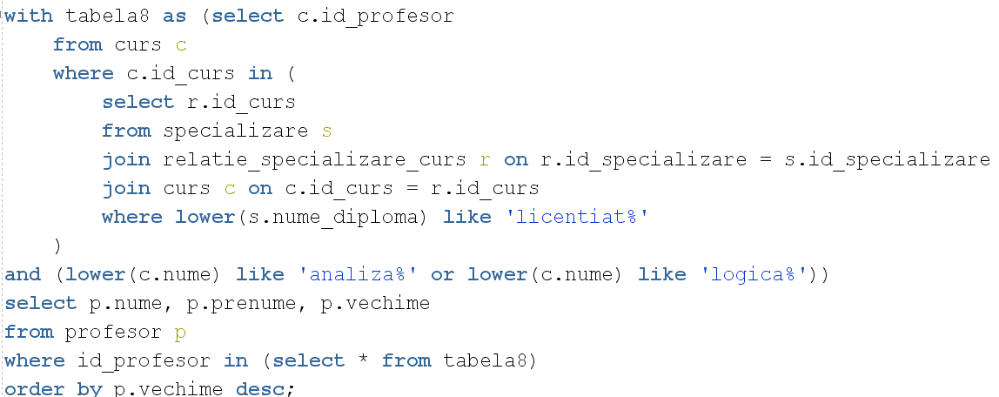 with tabela8 as (select c.id_profesor
    from curs c
    where c.id_curs in (
        select r.id_curs
        from specializare s
        join relatie_specializare_curs r on r.id_specializare = s.id_specializare
        join curs c on c.id_curs = r.id_curs
        where lower(s.nume_diploma) like 'licentiat%'
    )
and (lower(c.nume) like 'analiza%' or lower(c.nume) like 'logica%'))
select p.nume, p.prenume, p.vechime
from profesor p
where id_profesor in (select * from tabela8)
order by p.vechime desc;